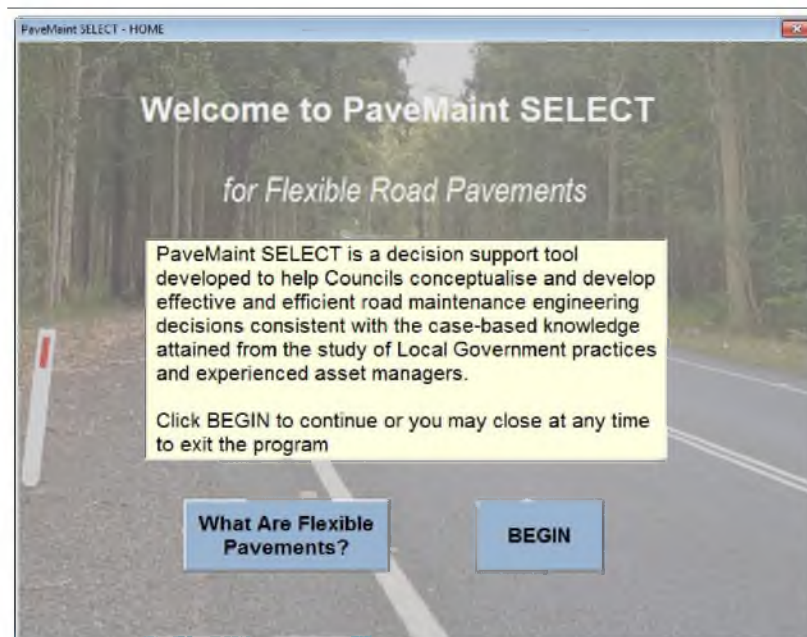 PaveMaint SELECT - HOME
Welcome to PaveMaint SELECT
for Flexible Road Pavements
PaveMaint SELECT is a decision support tool
developed to help Councils conceptualise and develop
effective and efficient road maintenance engineering
decisions consistent with the case-based knowledge
attained from the study of Local Government practices
and experienced asset managers.
Click BEGIN to continue or you may close at any time
to exit the program
What Are Flexible
Pavements?
BEGIN